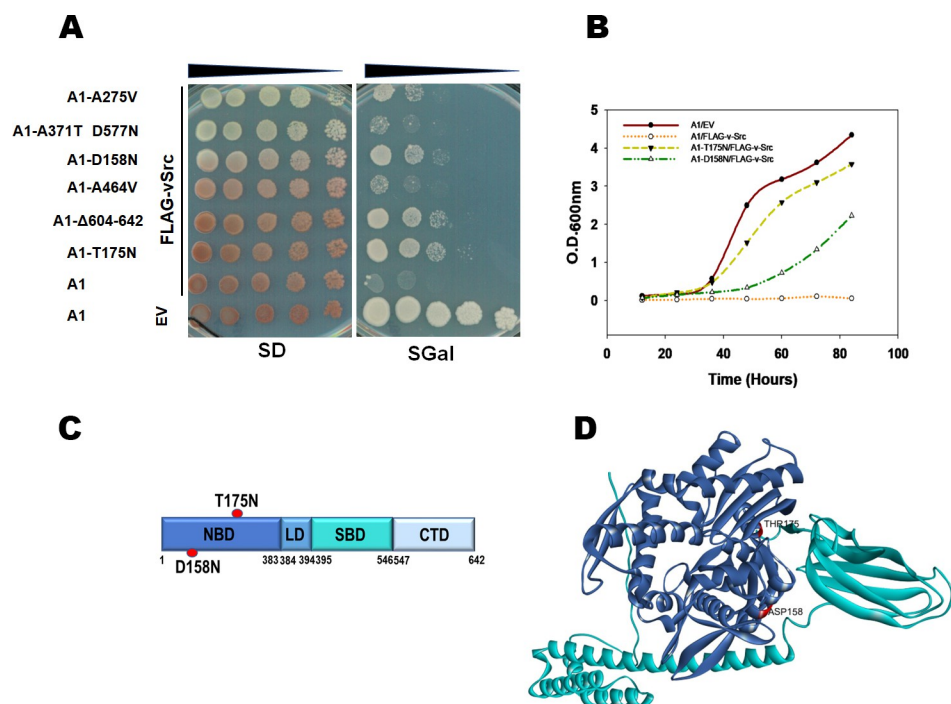 A
A1-A275V
A1-A371T D577N
A1-D158N
A1-A464V
A1-Δ604-642
A1-T175N
A1
A1
FLAG-vSrc
EV
SD
SGal
B
5
4
3
2
1
0
O.D.600nm
A1/EV
A1/FLAG-v-Src
A1-T175N/FLAG-v-Src
A1-D158N/FLAG-v-Src
0 20 40 60 80 100
Time (Hours)
C
T175N
NBD LD SBD CTD
1 383 384 394 395 546 547 642
D158N
D
THR175
ASP158